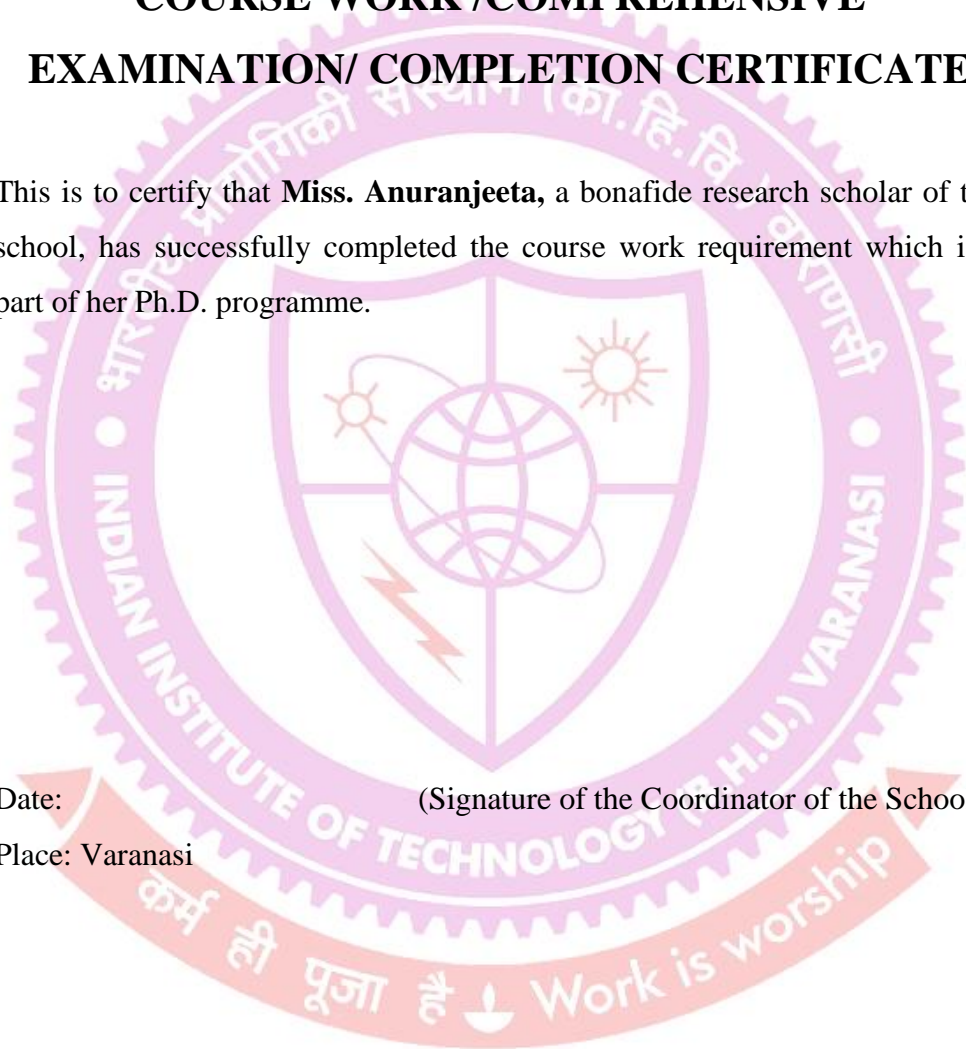 COURSE WORK /COMPREHENSIVE
EXAMINATION/ COMPLETION CERTIFICATE
भारतीय प्रौद्योगिकी संस्थान (का.हि.वि.) वाराणसी
This is to certify that Miss. Anuranjeeta, a bonafide research scholar of
school, has successfully completed the course work requirement which
part of her Ph.D. programme.
INDIAN INSTITUTE OF TECHNOLOGY (B.H.U.) VARANASI
Date: (Signature of the Coordinator of the Schoo
Place: Varanasi
कर्म ही पूजा है Work is worship